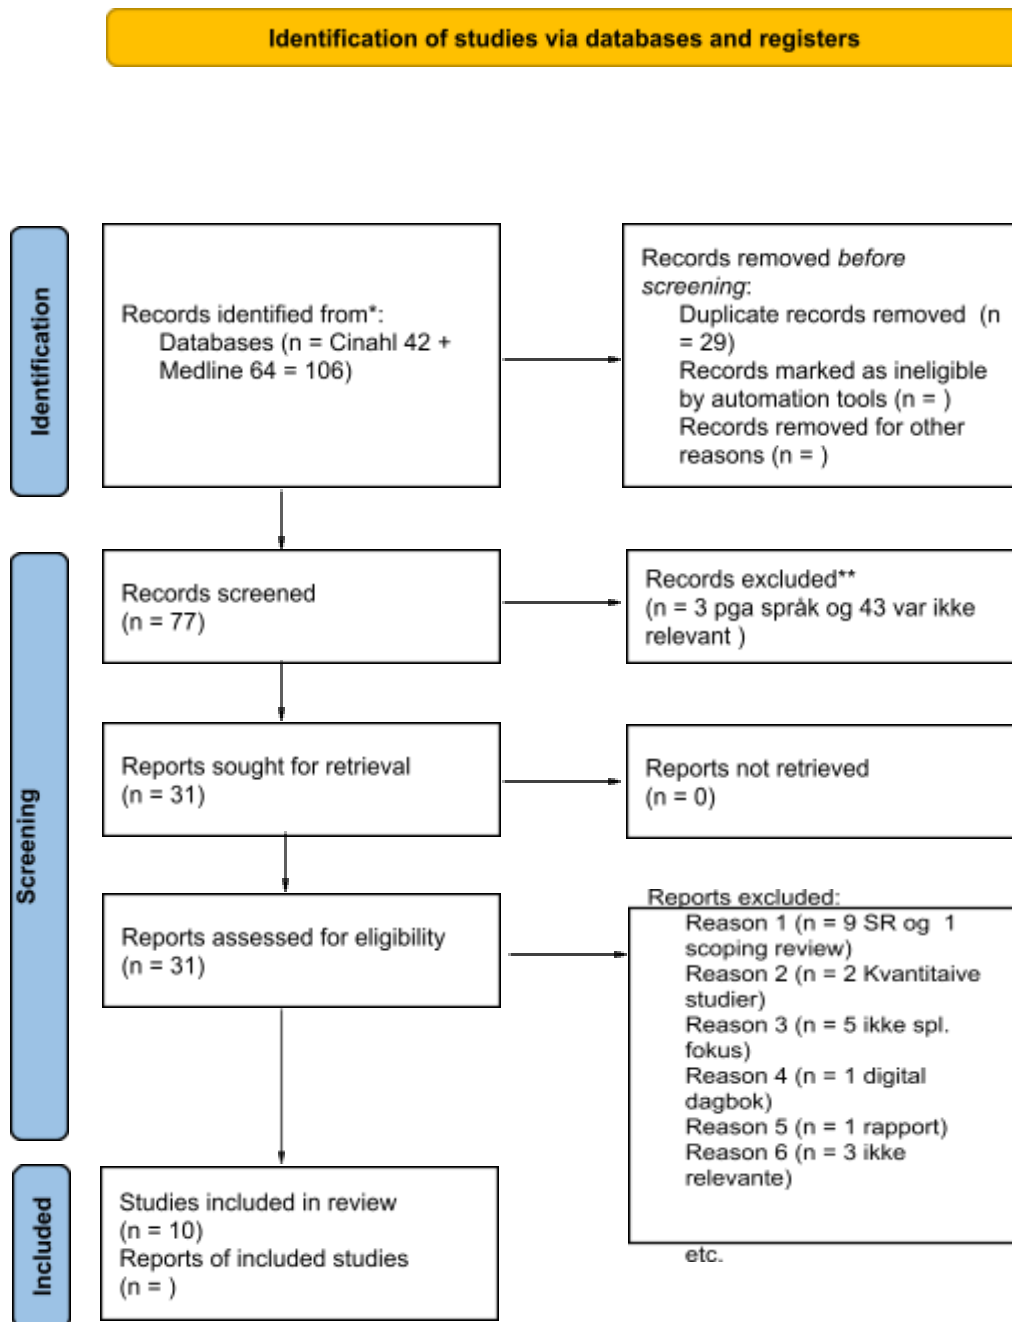 Identification of studies via databases and registers
Identification
Records identified from*:
Databases (n = Cinahl 42 +
Medline 64 = 106)
Records removed before
screening:
Duplicate records removed (n
= 29)
Records marked as ineligible
by automation tools (n = )
Records removed for other
reasons (n = )
Screening
Records screened
(n = 77)
Records excluded**
(n = 3 pga språk og 43 var ikke
relevant )
Reports sought for retrieval
(n = 31)
Reports not retrieved
(n = 0)
Reports assessed for eligibility
(n = 31)
Reports excluded:
Reason 1 (n = 9 SR og 1
scoping review)
Reason 2 (n = 2 Kvantitaive
studier)
Reason 3 (n = 5 ikke spl.
fokus)
Reason 4 (n = 1 digital
dagbok)
Reason 5 (n = 1 rapport)
Reason 6 (n = 3 ikke
relevante)
etc.
Included
Studies included in review
(n = 10)
Reports of included studies
(n = )